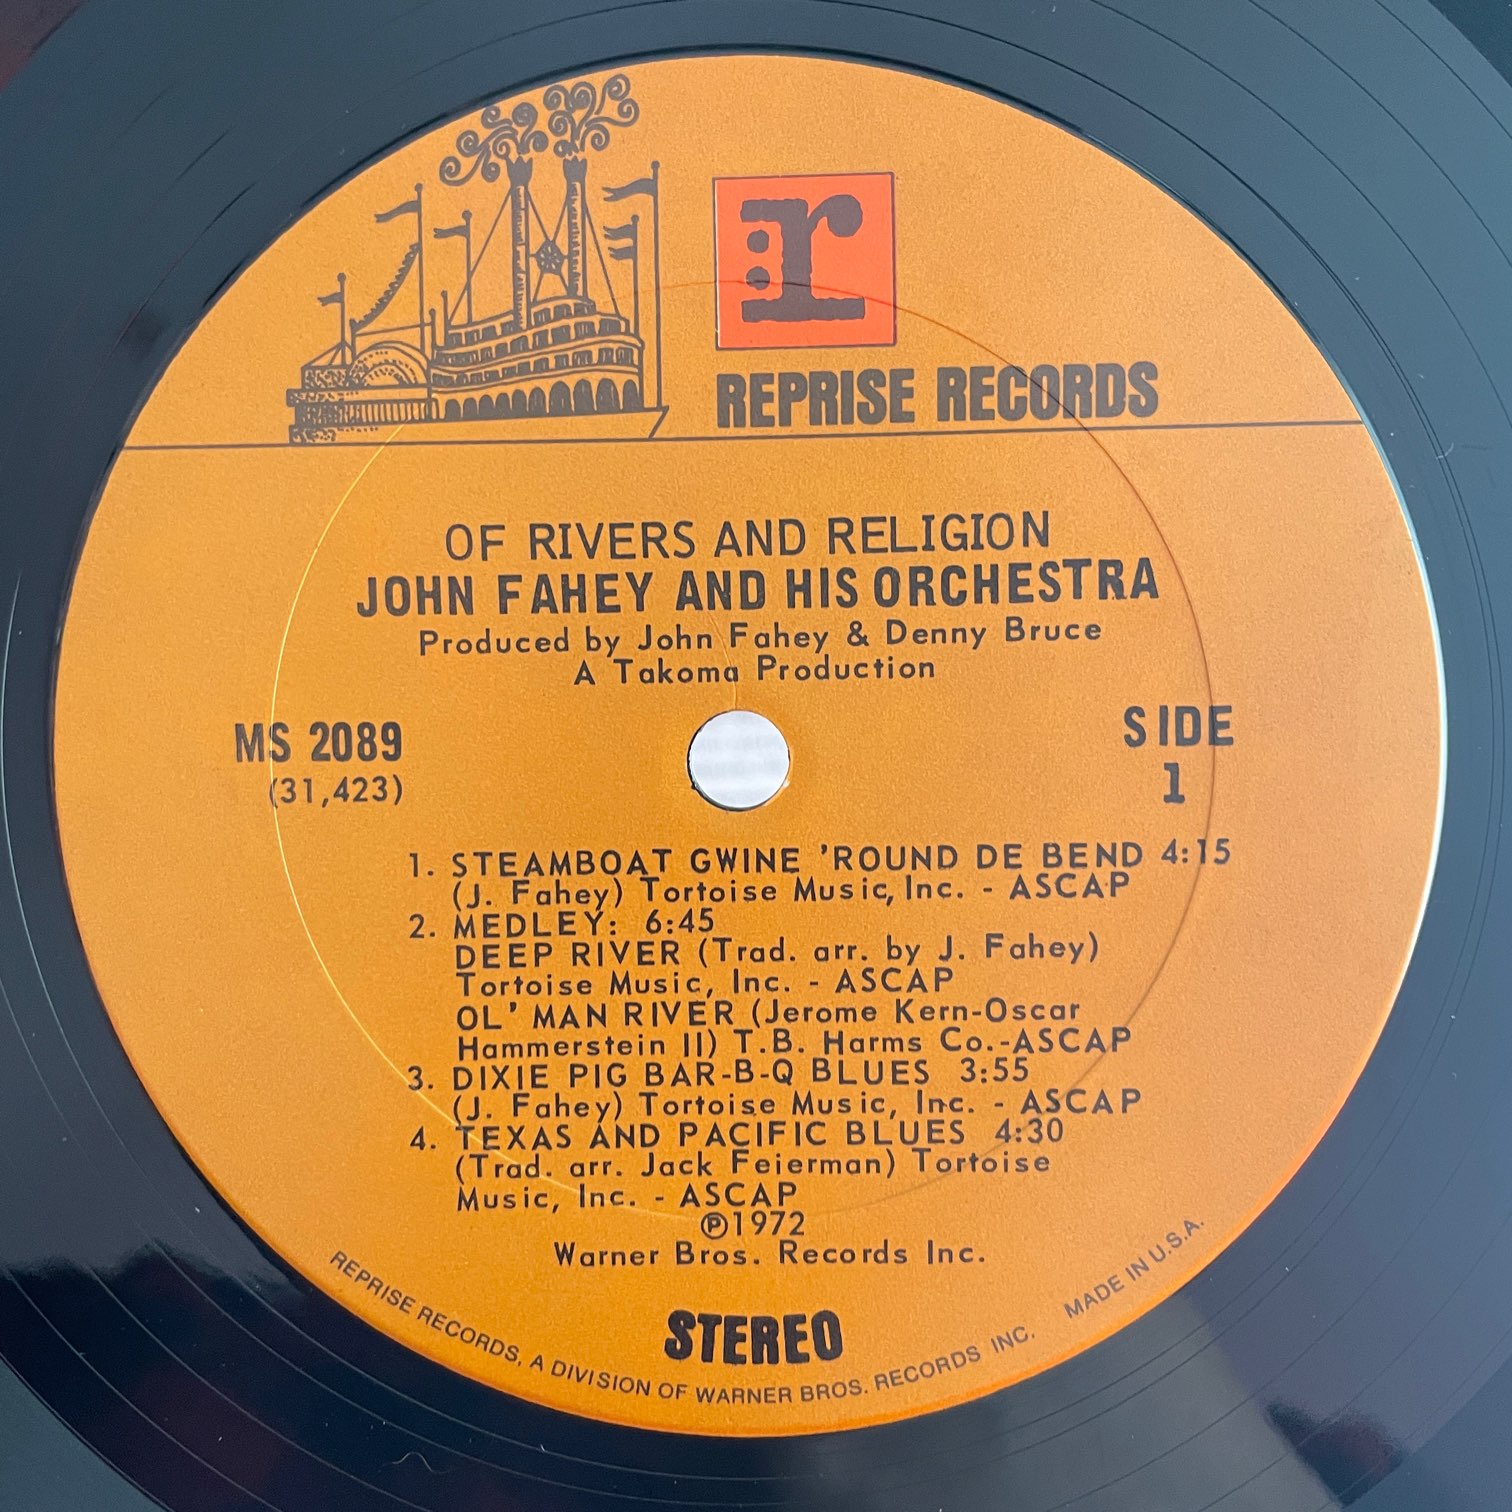 r:
REPRISE RECORDS
OF RIVERS AND RELIGION
JOHN FAHEY AND HIS ORCHESTRA
Produced by John Fahey & Denny Bruce
A Takoma Production
MS 2089
(31,423)
SIDE
1
1. STEAMBOAT GWINE 'ROUND DE BEND 4:15
(J. Fahey) Tortoise Music, Inc. - ASCAP
2. MEDLEY: 6:45
DEEP RIVER (Trad. arr. by J. Fahey)
Tortoise Music, Inc. - ASCAP
OL' MAN RIVER (Jerome Kern-Oscar
Hammerstein II) T.B. Harms Co.-ASCAP
3. DIXIE PIG BAR-B-Q BLUES 3:55
(J. Fahey) Tortoise Music, Inc. - ASCAP
4. TEXAS AND PACIFIC BLUES 4:30
(Trad. arr. Jack Feierman) Tortoise
Music, Inc. - ASCAP
℗1972
Warner Bros. Records Inc.
STEREO
REPRISE RECORDS, A DIVISION OF WARNER BROS. RECORDS INC. MADE IN U.S.A.